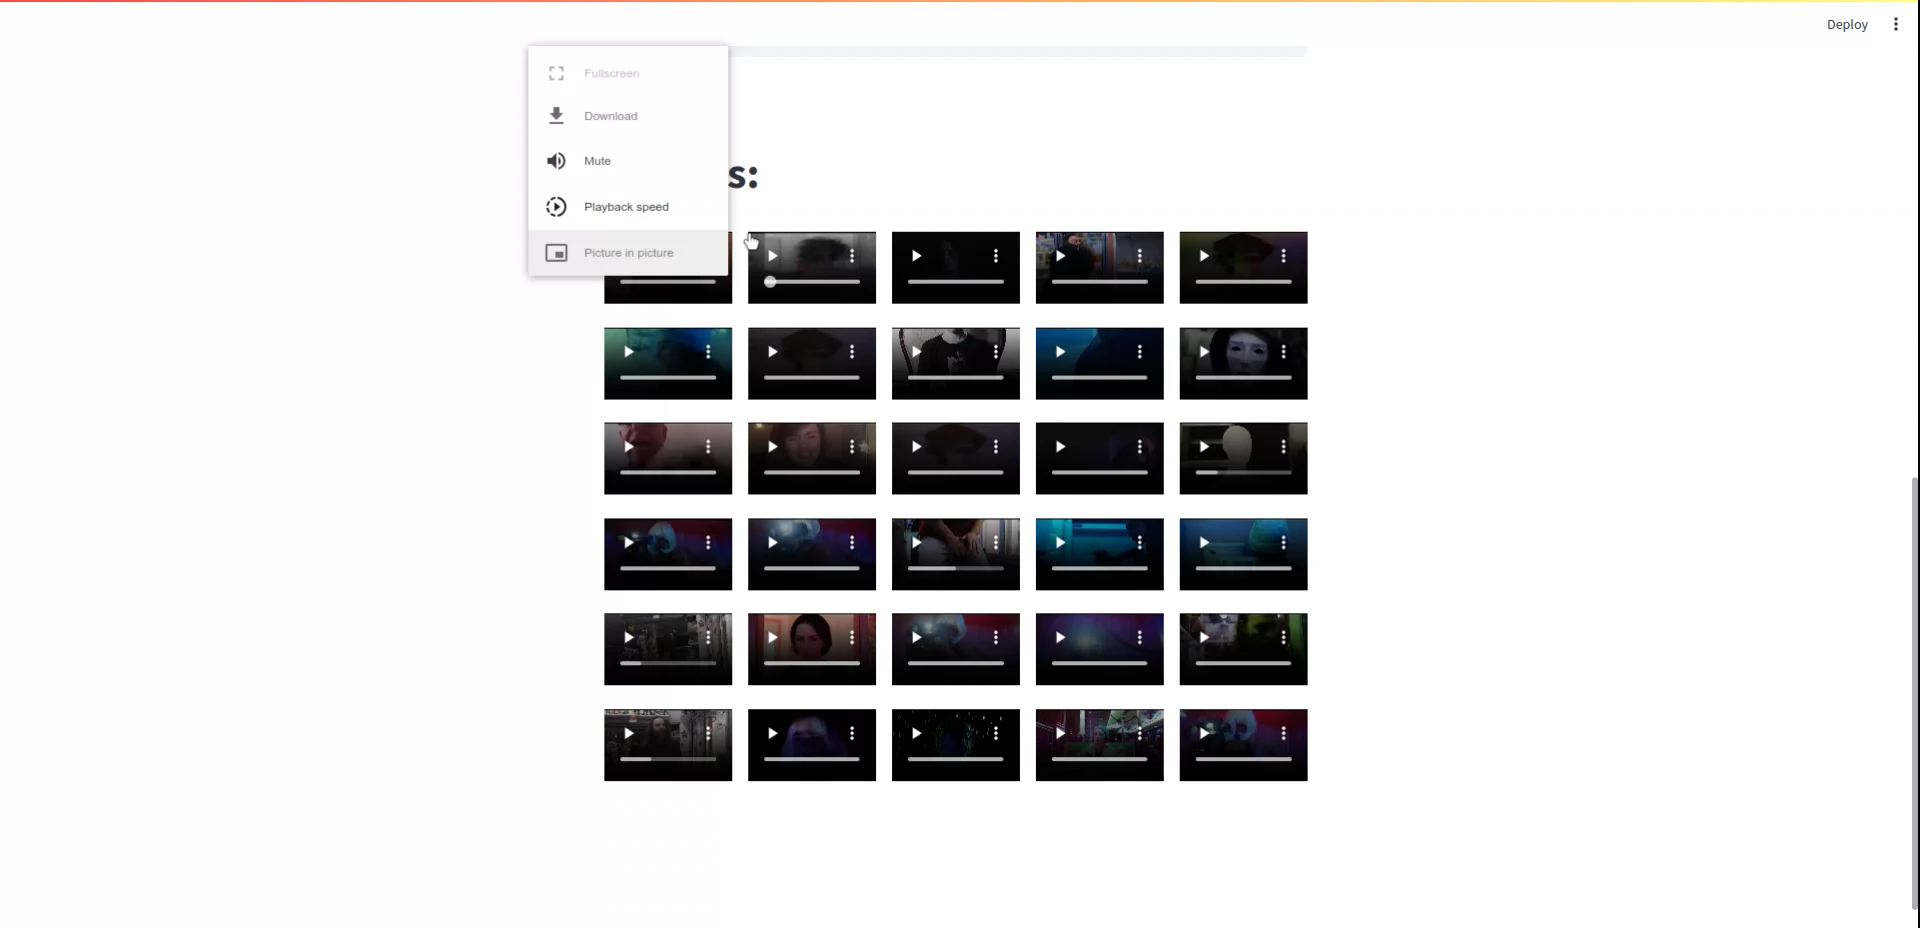 Deploy
Fullscreen
Download
Mute
s:
Playback speed
Picture in picture